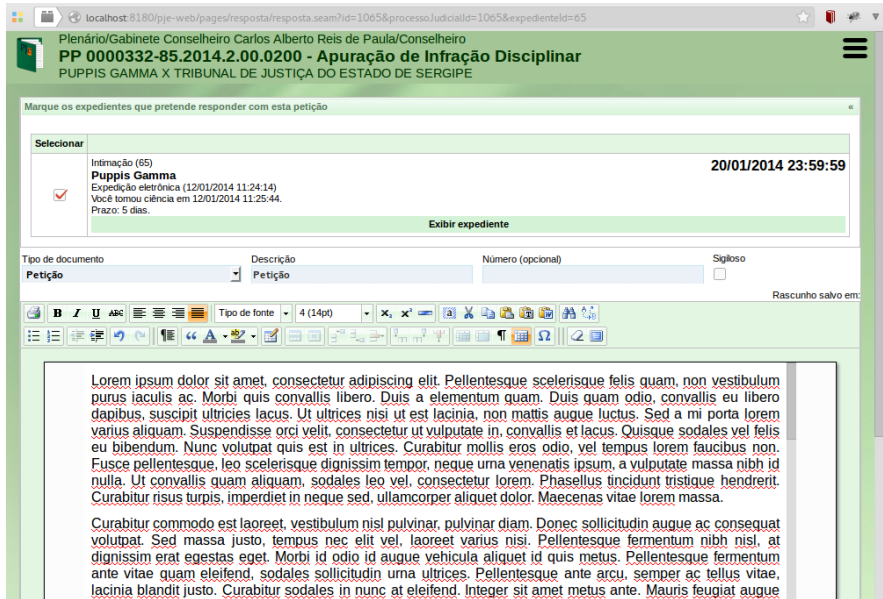 localhost:8180/pje-web/pages/resposta/resposta.seam?id=1065&processoJudicialId=1065&expedienteId=65
Plenário/Gabinete Conselheiro Carlos Alberto Reis de Paula/Conselheiro
PP 0000332-85.2014.2.00.0200 - Apuração de Infração Disciplinar
PUPPIS GAMMA X TRIBUNAL DE JUSTIÇA DO ESTADO DE SERGIPE
Marque os expedientes que pretende responder com esta petição «
Selecionar
Intimação (65) 20/01/2014 23:59:59
Puppis Gamma
Expedição eletrônica (12/01/2014 11:24:14)
Você tomou ciência em 12/01/2014 11:25:44.
Prazo: 5 dias.
Exibir expediente
Tipo de documento Descrição Número (opcional) Sigiloso
Petição Petição
Rascunho salvo em:
B I U ABC Tipo de fonte 4 (14pt) x₂ x²
Lorem ipsum dolor sit amet, consectetur adipiscing elit. Pellentesque scelerisque felis quam, non vestibulum
purus iaculis ac. Morbi quis convallis libero. Duis a elementum quam. Duis quam odio, convallis eu libero
dapibus, suscipit ultricies lacus. Ut ultrices nisi ut est lacinia, non mattis augue luctus. Sed a mi porta lorem
varius aliquam. Suspendisse orci velit, consectetur ut vulputate in, convallis et lacus. Quisque sodales vel felis
eu bibendum. Nunc volutpat quis est in ultrices. Curabitur mollis eros odio, vel tempus lorem faucibus non.
Fusce pellentesque, leo scelerisque dignissim tempor, neque urna venenatis ipsum, a vulputate massa nibh id
nulla. Ut convallis quam aliquam, sodales leo vel, consectetur lorem. Phasellus tincidunt tristique hendrerit.
Curabitur risus turpis, imperdiet in neque sed, ullamcorper aliquet dolor. Maecenas vitae lorem massa.
Curabitur commodo est laoreet, vestibulum nisl pulvinar, pulvinar diam. Donec sollicitudin augue ac consequat
volutpat. Sed massa justo, tempus nec elit vel, laoreet varius nisi. Pellentesque fermentum nibh nisl, at
dignissim erat egestas eget. Morbi id odio id augue vehicula aliquet id quis metus. Pellentesque fermentum
ante vitae quam eleifend, sodales sollicitudin urna ultrices. Pellentesque ante arcu, semper ac tellus vitae,
lacinia blandit justo. Curabitur sodales in nunc at eleifend. Integer sit amet metus ante. Mauris feugiat augue